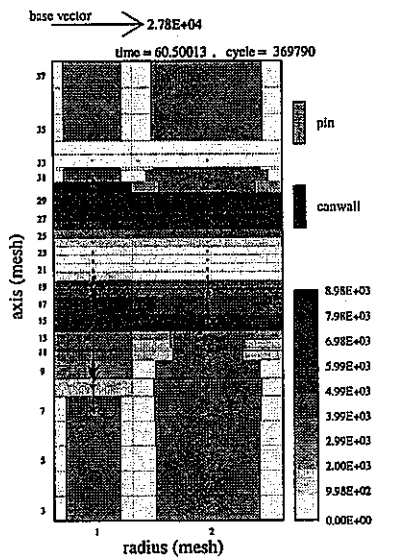 base vector
2.78E+04
time = 60.50013 , cycle = 369790
37
35
33
31
29
27
25
23
21
19
17
15
13
11
9
7
5
3
axis (mesh)
1 2
radius (mesh)
pin
canwall
8.98E+03
7.98E+03
6.98E+03
5.99E+03
4.99E+03
3.99E+03
2.99E+03
2.00E+03
9.98E+02
0.00E+00